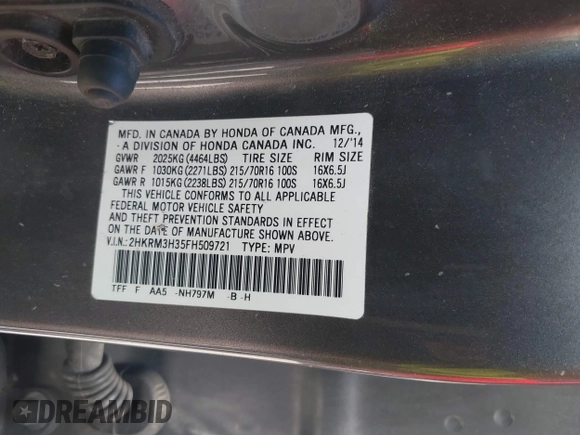 MFD. IN CANADA BY HONDA OF CANADA MFG.,
A DIVISION OF HONDA CANADA INC. 12/'14
GVWR 2025KG (4464LBS) TIRE SIZE RIM SIZE
GAWR F 1030KG (2271LBS) 215/70R16 100S 16X6.5J
GAWR R 1015KG (2238LBS) 215/70R16 100S 16X6.5J
THIS VEHICLE CONFORMS TO ALL APPLICABLE
FEDERAL MOTOR VEHICLE SAFETY
AND THEFT PREVENTION STANDARDS IN EFFECT
ON THE DATE OF MANUFACTURE SHOWN ABOVE.
V.I.N.: 2HKRM3H35FH509721 TYPE: MPV
TFF F AA5 -NH797M -B -H
DREAMBID